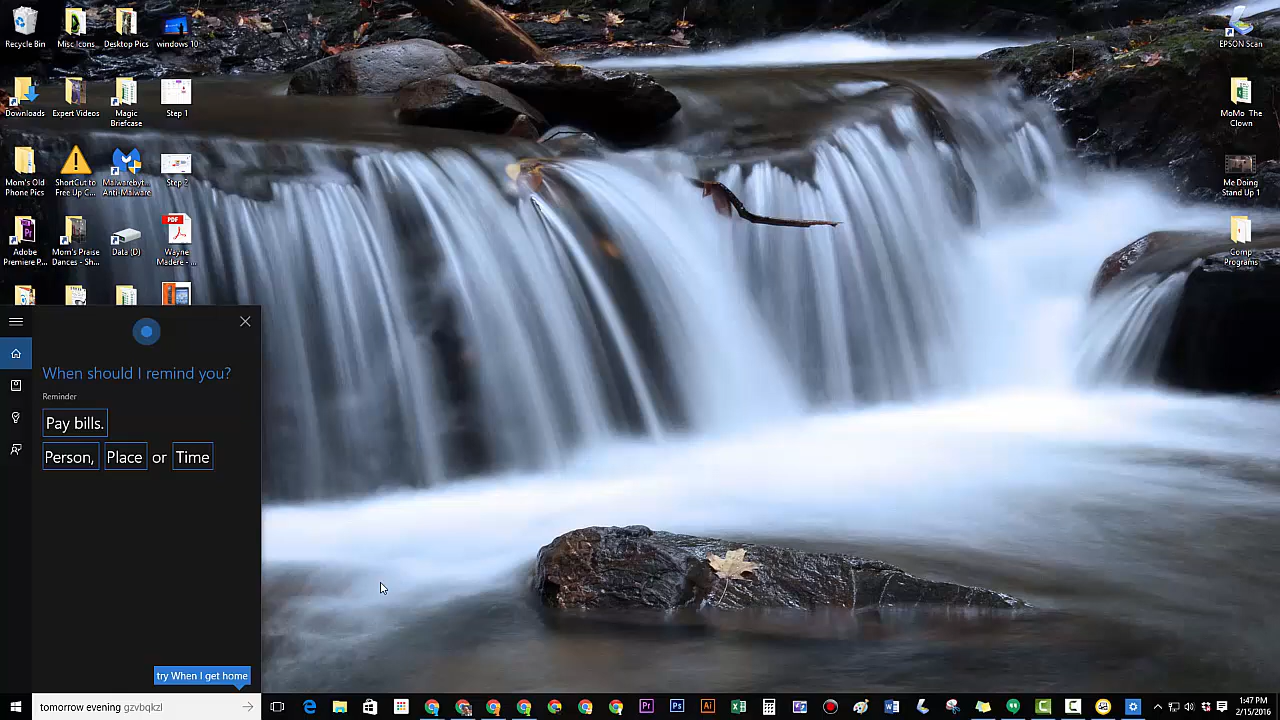 Recycle Bin
Misc Icons
Desktop Pics
windows 10
EPSON Scan
Downloads
Expert Videos
Magic
Briefcase
Step 1
MoMo The
Clown
Mom's Old
Phone Pics
ShortCut to
Free Up C...
Malwarebyt...
Anti-Malware
Step 2
Me Doing
Stand Up 1
Adobe
Premiere P...
Mom's Praise
Dances - Sh...
Data (D)
PDF
Wayne
Madere - ...
Comp
Programs
When should I remind you?
Reminder
Pay bills.
Person, Place or Time
try When I get home
tomorrow evening gzvbqkzl
1:47 PM
2/15/2016